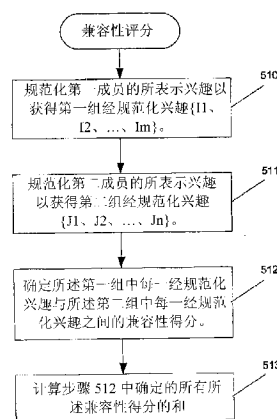 兼容性评分
规范化第一成员的所表示兴趣以
获得第一组经规范化兴趣{I1、
I2、…、Im}。
510
规范化第二成员的所表示兴趣
以获得第二组经规范化兴趣
{J1、J2、…、Jn}。
511
确定所述第一组中每一经规范化
兴趣与所述第二组中每一经规范
化兴趣之间的兼容性得分。
512
计算步骤 512 中确定的所有所
述兼容性得分的和
513